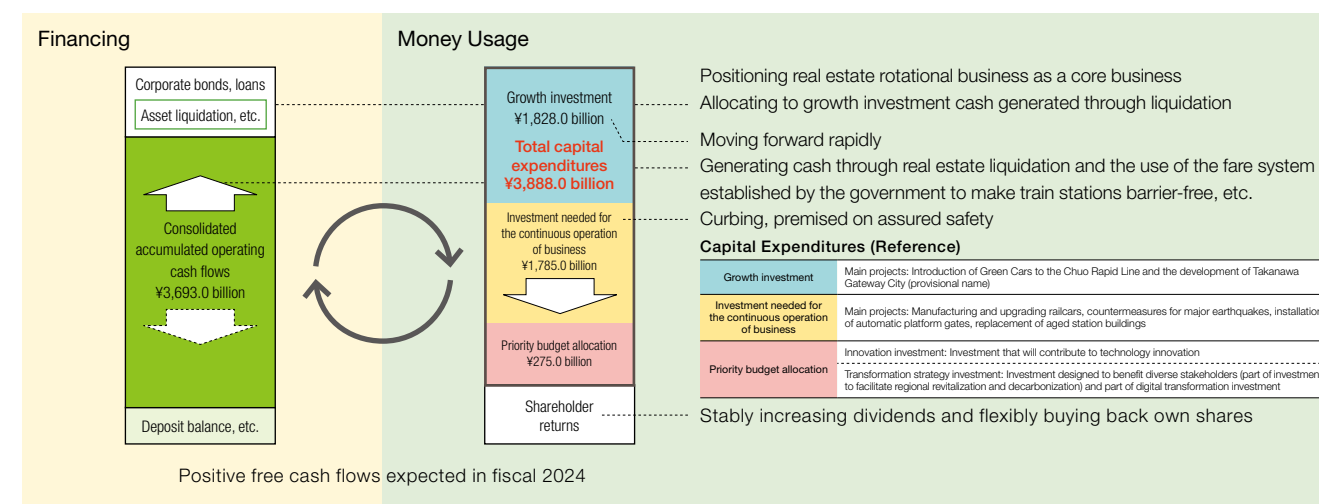 Financing
Corporate bonds, loans
Asset liquidation, etc.
Consolidated
accumulated operating
cash flows
¥3,693.0 billion
Deposit balance, etc.
Money Usage
Growth investment
¥1,828.0 billion
Total capital
expenditures
¥3,888.0 billion
Investment needed for
the continuous operation
of business
¥1,785.0 billion
Priority budget allocation
¥275.0 billion
Shareholder
returns
Positioning real estate rotational business as a core business
Allocating to growth investment cash generated through liquidation
Moving forward rapidly
Generating cash through real estate liquidation and the use of the fare system
established by the government to make train stations barrier-free, etc.
Curbing, premised on assured safety
Capital Expenditures (Reference)
Growth investment
Main projects: Introduction of Green Cars to the Chuo Rapid Line and the development of Takanawa
Gateway City (provisional name)
Investment needed for
the continuous operation
of business
Main projects: Manufacturing and upgrading railcars, countermeasures for major earthquakes, installation
of automatic platform gates, replacement of aged station buildings
Priority budget allocation
Innovation investment: Investment that will contribute to technology innovation
Transformation strategy investment: Investment designed to benefit diverse stakeholders (part of investmen
to facilitate regional revitalization and decarbonization) and part of digital transformation investment
Stably increasing dividends and flexibly buying back own shares
Positive free cash flows expected in fiscal 2024